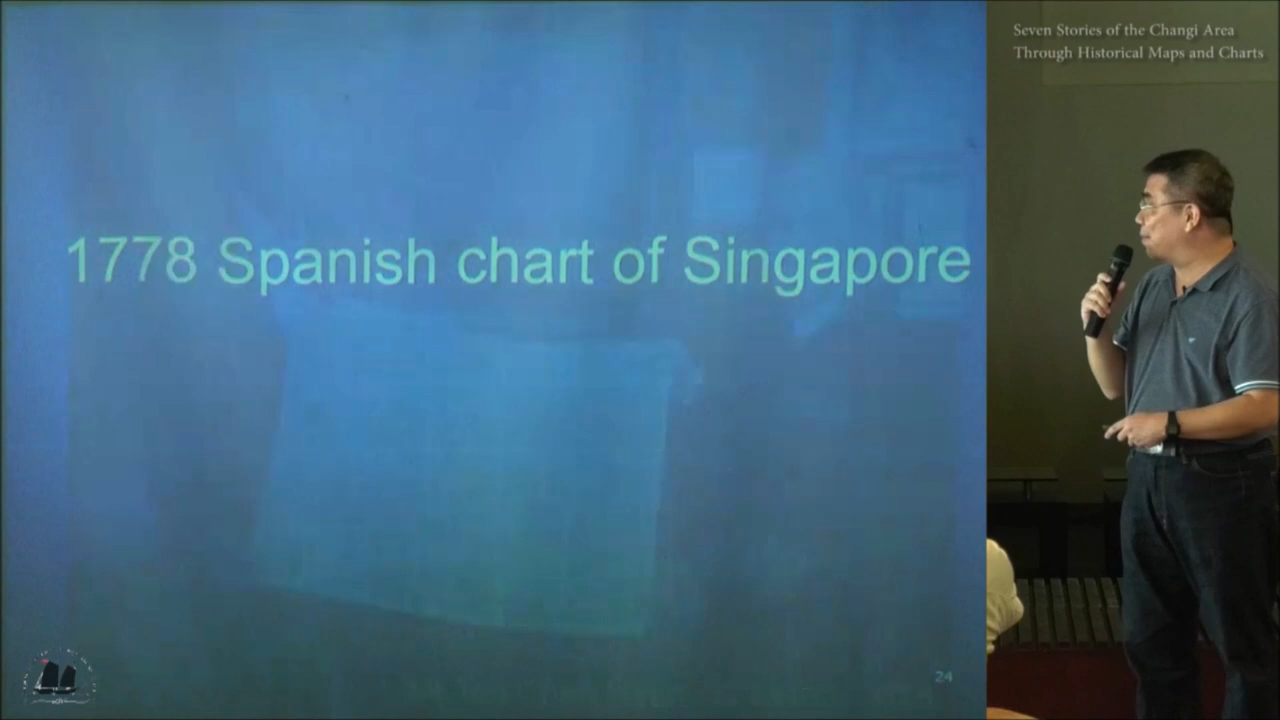 Seven Stories of the Changi Area
Through Historical Maps and Charts
1778 Spanish chart of Singapore
24